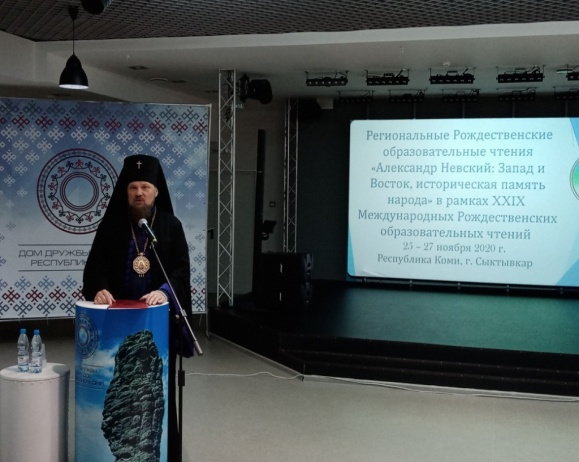 Региональные Рождественские
образовательные чтения
«Александр Невский: Запад и
Восток, историческая память
народа» в рамках XXIX
Международных Рождественских
образовательных чтений
25 – 27 ноября 2020 г.
Республика Коми, г. Сыктывкар
ДОМ ДРУЖБЫ
РЕСПУБЛИ